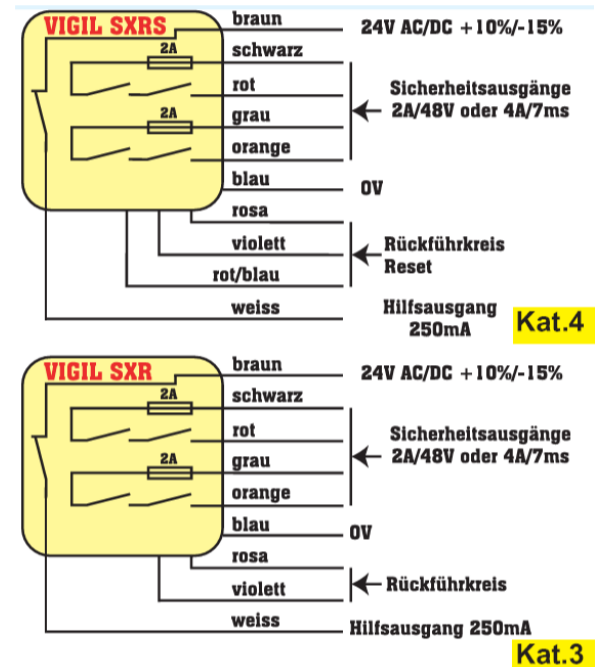 VIGIL SXRS
braun
24V AC/DC +10%/-15%
2A
schwarz
rot
Sicherheitsausgänge
2A/48V oder 4A/7ms
2A
grau
orange
blau
0V
rosa
violett
Rückführkreis
Reset
rot/blau
weiss
Hilfsausgang
250mA
Kat.4
VIGIL SXR
braun
24V AC/DC +10%/-15%
2A
schwarz
rot
Sicherheitsausgänge
2A/48V oder 4A/7ms
2A
grau
orange
blau
0V
rosa
violett
Rückführkreis
weiss
Hilfsausgang 250mA
Kat.3